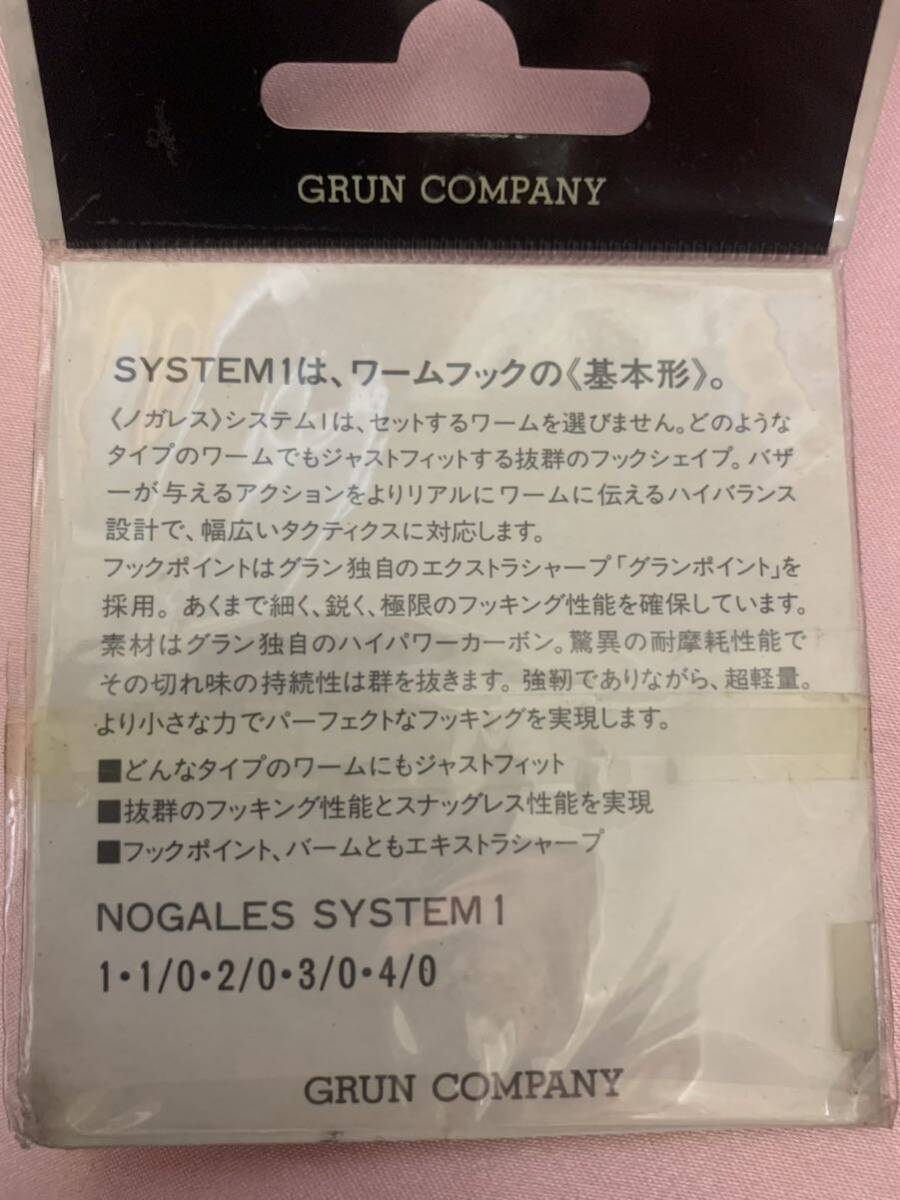 GRUN COMPANY
SYSTEM1は、ワームフックの《基本形》。
《ノガレス》システム1は、セットするワームを選びません。どのような
タイプのワームでもジャストフィットする抜群のフックシェイプ。バザ
ーが与えるアクションをよりリアルにワームに伝えるハイバランス
設計で、幅広いタクティクスに対応します。
フックポイントはグラン独自のエクストラシャープ「グランポイント」を
採用。あくまで細く、鋭く、極限のフッキング性能を確保しています。
素材はグラン独自のハイパワーカーボン。驚異の耐摩耗性能で
その切れ味の持続性は群を抜きます。強靭でありながら、超軽量。
より小さな力でパーフェクトなフッキングを実現します。
■どんなタイプのワームにもジャストフィット
■抜群のフッキング性能とスナッグレス性能を実現
■フックポイント、バームともエキストラシャープ
NOGALES SYSTEM1
1・1/0・2/0・3/0・4/0
GRUN COMPANY